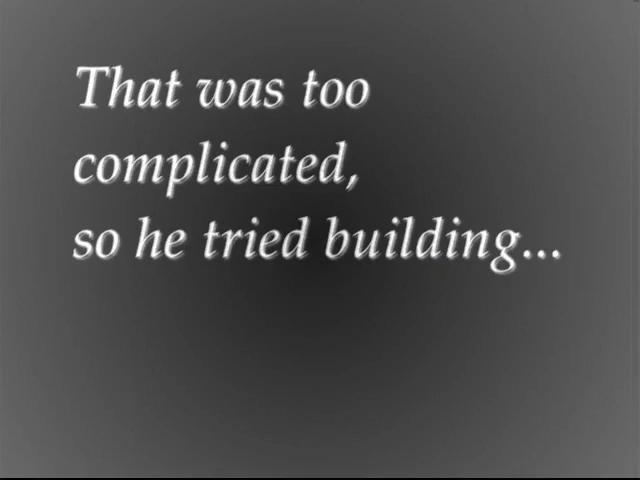 That was too
complicated,
so he tried building...